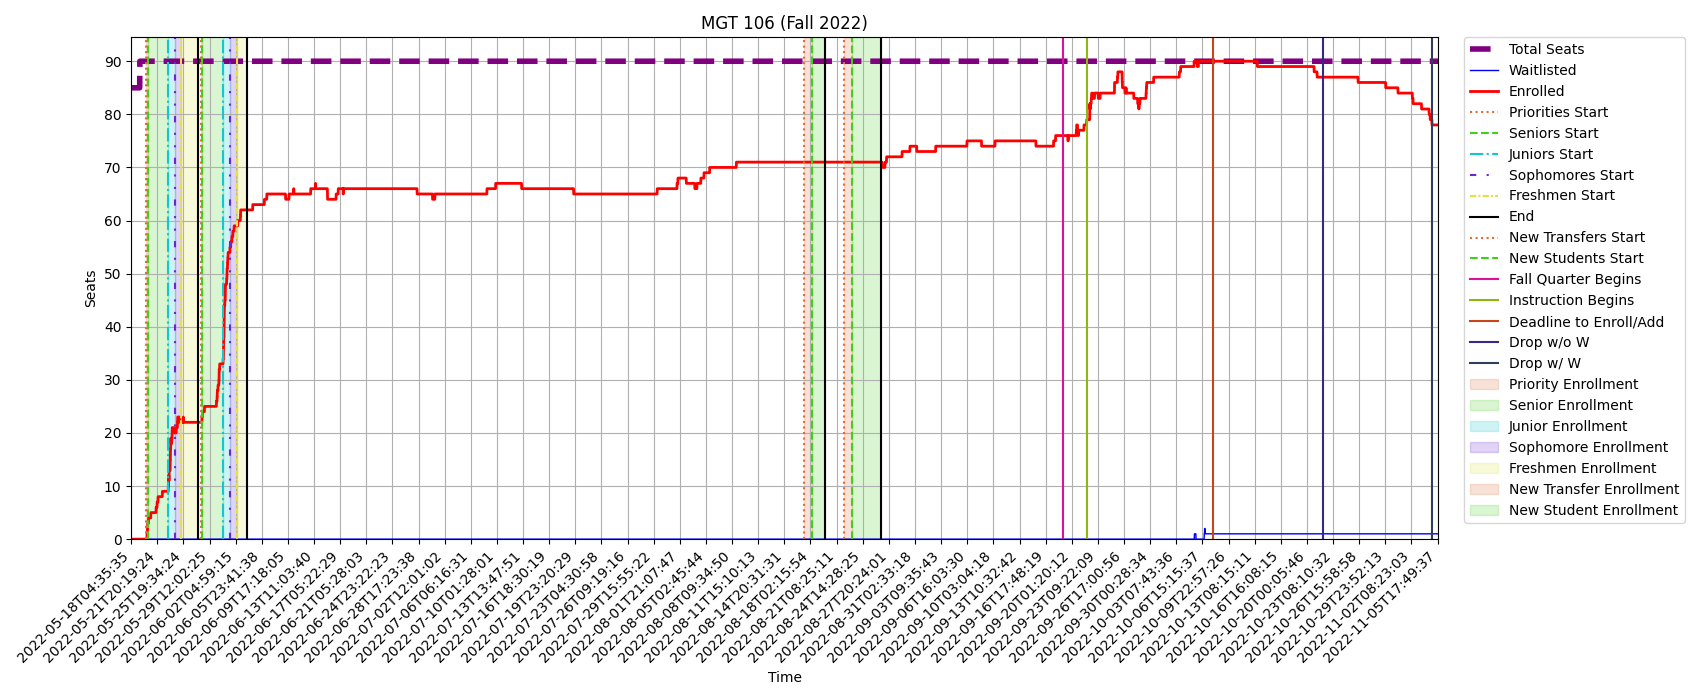 MGT 106 (Fall 2022)
Seats
90
80
70
60
50
40
30
20
10
0
2022-05-18T04:35:35
2022-05-21T20:19:24
2022-05-25T19:34:24
2022-05-29T12:02:25
2022-06-02T04:59:15
2022-06-05T23:41:38
2022-06-09T17:18:05
2022-06-13T11:03:40
2022-06-17T05:22:29
2022-06-21T05:28:03
2022-06-24T23:22:23
2022-06-28T17:23:38
2022-07-02T12:01:02
2022-07-06T06:16:31
2022-07-10T01:28:01
2022-07-13T13:47:51
2022-07-16T18:30:19
2022-07-19T23:20:29
2022-07-23T04:30:58
2022-07-26T09:19:16
2022-07-29T15:55:22
2022-08-01T21:07:47
2022-08-05T02:45:44
2022-08-08T09:34:50
2022-08-11T15:10:13
2022-08-14T20:31:31
2022-08-18T02:15:54
2022-08-21T08:25:11
2022-08-24T14:28:25
2022-08-27T20:24:01
2022-08-31T02:33:18
2022-09-03T09:35:43
2022-09-06T16:03:30
2022-09-10T03:04:18
2022-09-13T10:32:42
2022-09-16T17:48:19
2022-09-20T01:20:12
2022-09-23T09:22:09
2022-09-26T17:00:56
2022-09-30T00:28:34
2022-10-03T07:43:36
2022-10-06T15:15:37
2022-10-09T22:57:26
2022-10-13T08:15:11
2022-10-16T16:08:15
2022-10-20T00:05:46
2022-10-23T08:10:32
2022-10-26T15:58:58
2022-10-29T23:52:13
2022-11-02T08:23:03
2022-11-05T17:49:37
Time
Total Seats
Waitlisted
Enrolled
Priorities Start
Seniors Start
Juniors Start
Sophomores Start
Freshmen Start
End
New Transfers Start
New Students Start
Fall Quarter Begins
Instruction Begins
Deadline to Enroll/Add
Drop w/o W
Drop w/ W
Priority Enrollment
Senior Enrollment
Junior Enrollment
Sophomore Enrollment
Freshmen Enrollment
New Transfer Enrollment
New Student Enrollment